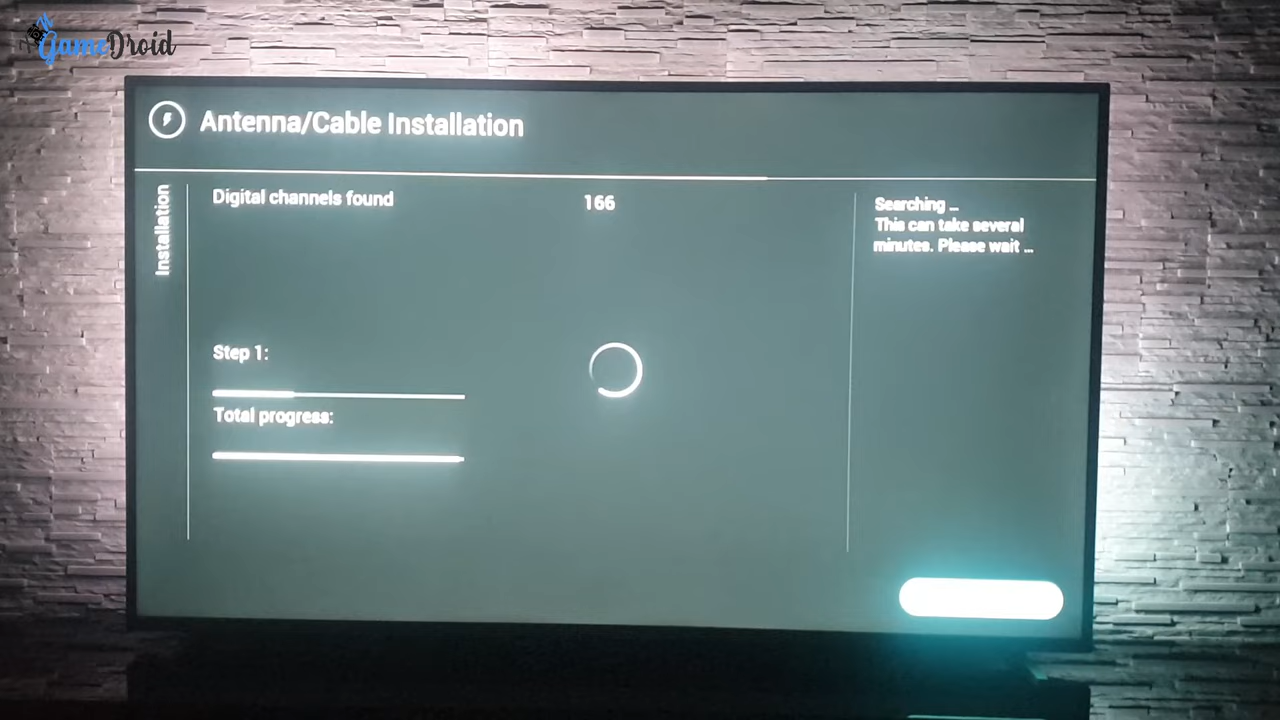 GameDroid
Antenna/Cable Installation
Installation
Digital channels found 166
Step 1:
Total progress:
Searching ...
This can take several
minutes. Please wait ...